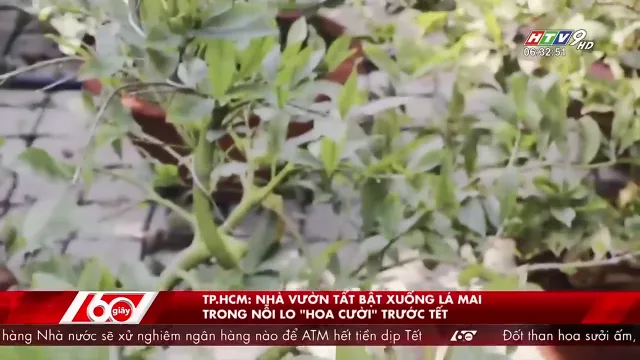 HTV9 HD
06:32:51
TP.HCM: NHÀ VƯỜN TẤT BẬT XUỐNG LÁ MAI
60 giây
TRONG NỖI LO "HOA CƯỜI" TRƯỚC TẾT
hàng Nhà nước sẽ xử nghiêm ngân hàng nào để ATM hết tiền dịp Tết 60giây Đốt than hoa sưởi ấm,